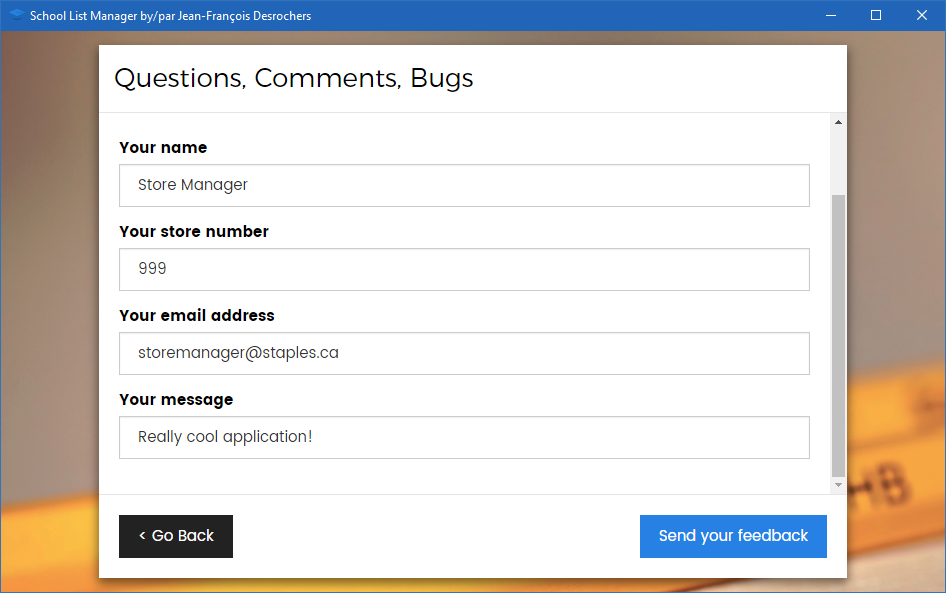 School List Manager by/par Jean-François Desrochers
Questions, Comments, Bugs
Your name
Store Manager
Your store number
999
Your email address
storemanager@staples.ca
Your message
Really cool application!
HB
< Go Back
Send your feedback